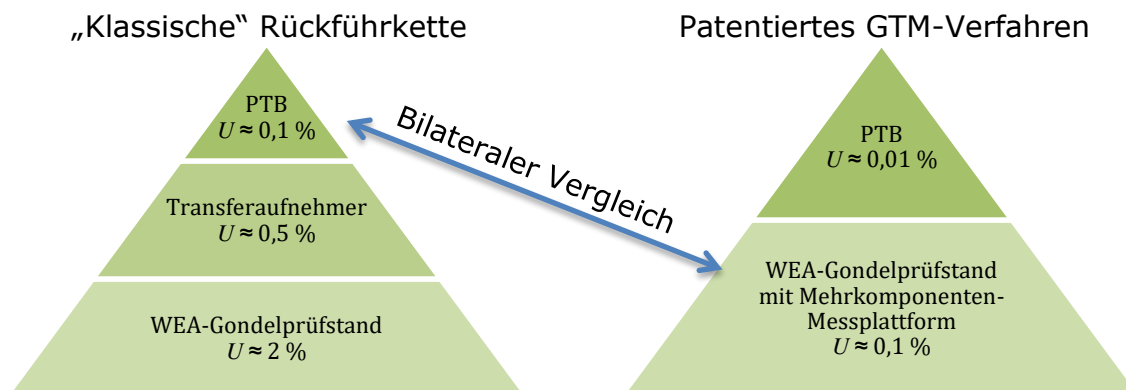 „Klassische“ Rückführkette
PTB
U ≈ 0,1 %
Transferaufnehmer
U ≈ 0,5 %
WEA-Gondelprüfstand
U ≈ 2 %
Bilateraler Vergleich
Patentiertes GTM-Verfahren
PTB
U ≈ 0,01 %
WEA-Gondelprüfstand
mit Mehrkomponenten-
Messplattform
U ≈ 0,1 %